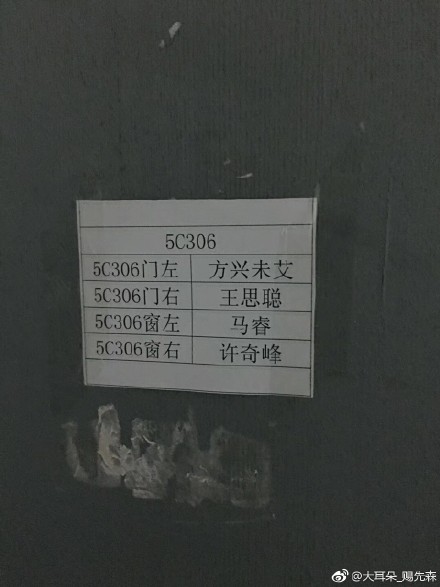 5C306
5C306门左 方兴未艾
5C306门右 王思聪
5C306窗左 马睿
5C306窗右 许奇峰
@大耳朵_赐先森